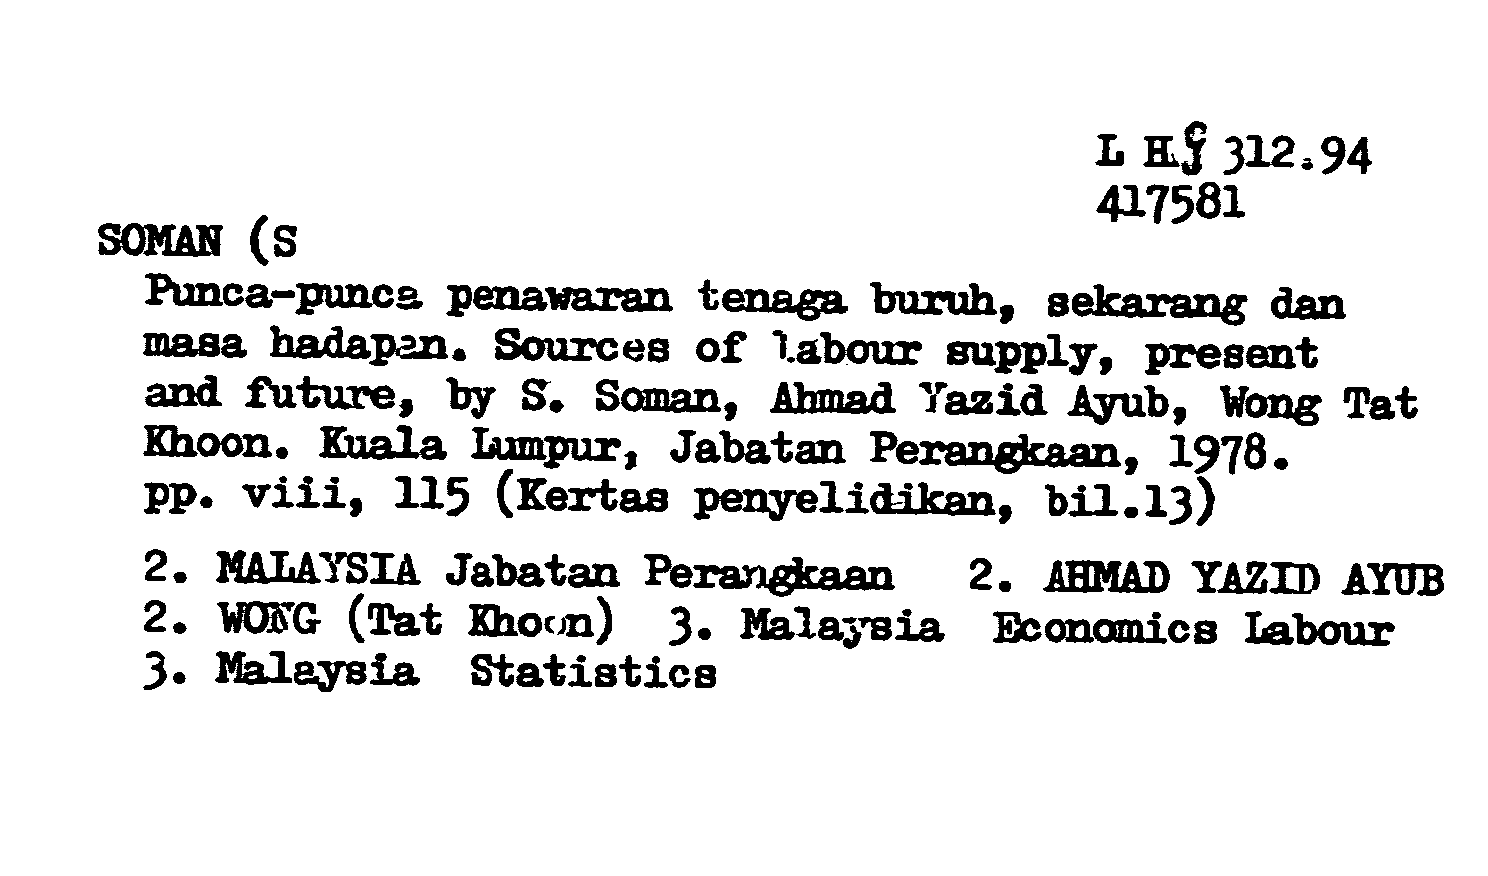 L H 312.94
417581
SOMAN (S
Punca-punca penawaran tenaga buruh, sekarang dan
masa hadapan. Sources of labour supply, present
and future, by S. Soman, Ahmad Yazid Ayub, Wong Tat
Khoon. Kuala Lumpur, Jabatan Perangkaan, 1978.
pp. viii, 115 (Kertas penyelidikan, bil.13)
2. MALAYSIA Jabatan Perangkaan 2. AHMAD YAZID AYUB
2. WONG (Tat Khoon) 3. Malaysia Economics Labour
3. Malaysia Statistics